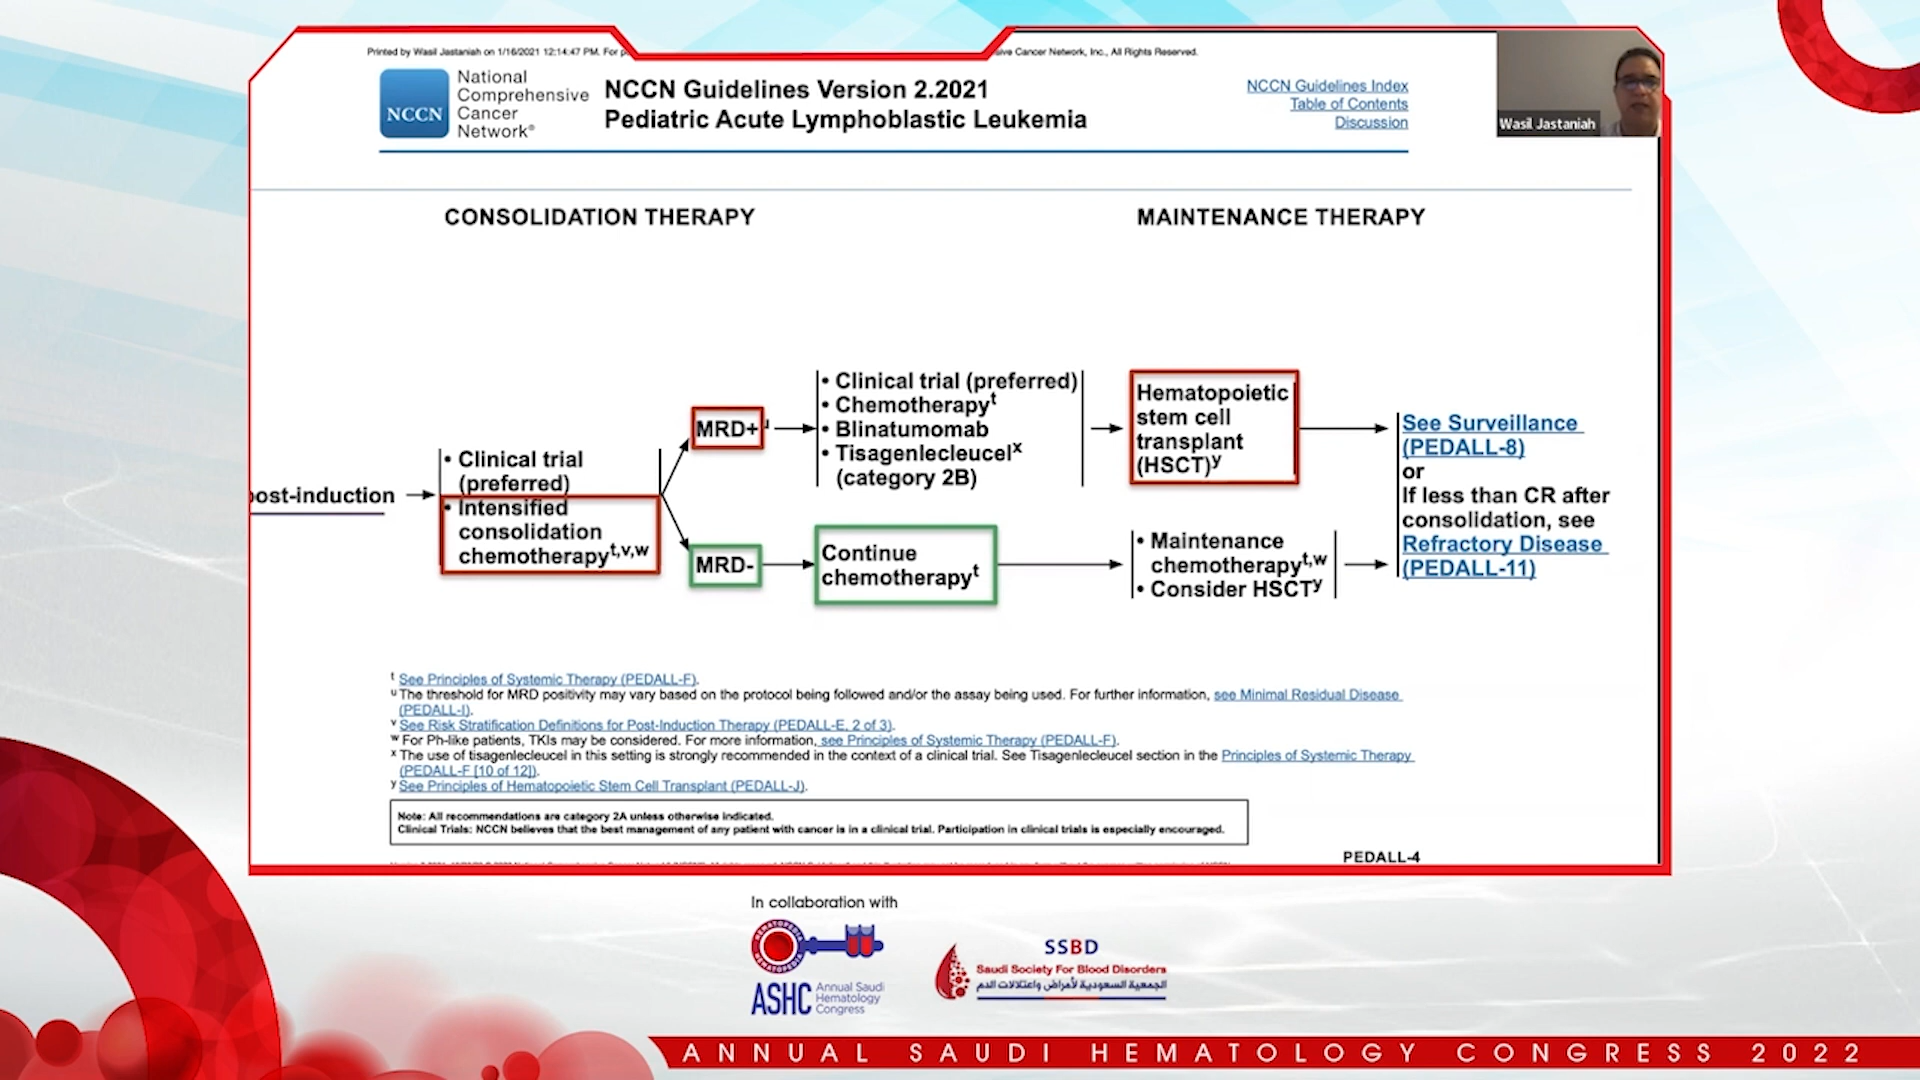 Printed by Wasil Jastaniah on 1/16/2021 12:14:47 PM. For p
sive Cancer Network, Inc., All Rights Reserved.
NCCN
National
Comprehensive
Cancer
Network®
NCCN Guidelines Version 2.2021
Pediatric Acute Lymphoblastic Leukemia
NCCN Guidelines Index
Table of Contents
Discussion
Wasil Jastaniah
CONSOLIDATION THERAPY
MAINTENANCE THERAPY
post-induction
• Clinical trial
(preferred)
• Intensified
consolidation
chemotherapy t,v,w
MRD+ u
• Clinical trial (preferred)
• Chemotherapy t
• Blinatumomab
• Tisagenlecleucel x
(category 2B)
Hematopoietic
stem cell
transplant
(HSCT) y
MRD-
Continue
chemotherapy t
• Maintenance
chemotherapy t,w
• Consider HSCT y
See Surveillance
(PEDALL-8)
or
If less than CR after
consolidation, see
Refractory Disease
(PEDALL-11)
t See Principles of Systemic Therapy (PEDALL-F).
u The threshold for MRD positivity may vary based on the protocol being followed and/or the assay being used. For further information, see Minimal Residual Disease
(PEDALL-I).
v See Risk Stratification Definitions for Post-Induction Therapy (PEDALL-E, 2 of 3).
w For Ph-like patients, TKIs may be considered. For more information, see Principles of Systemic Therapy (PEDALL-F).
x The use of tisagenlecleucel in this setting is strongly recommended in the context of a clinical trial. See Tisagenlecleucel section in the Principles of Systemic Therapy
(PEDALL-F [10 of 12]).
y See Principles of Hematopoietic Stem Cell Transplant (PEDALL-J).
Note: All recommendations are category 2A unless otherwise indicated.
Clinical Trials: NCCN believes that the best management of any patient with cancer is in a clinical trial. Participation in clinical trials is especially encouraged.
PEDALL-4
In collaboration with
HEMATOPEDIA
HEMATOPEDIA
ASHC
Annual Saudi
Hematology
Congress
SSBD
Saudi Society For Blood Disorders
الجمعية السعودية لأمراض واعتلالات الدم
ANNUAL SAUDI HEMATOLOGY CONGRESS 2022